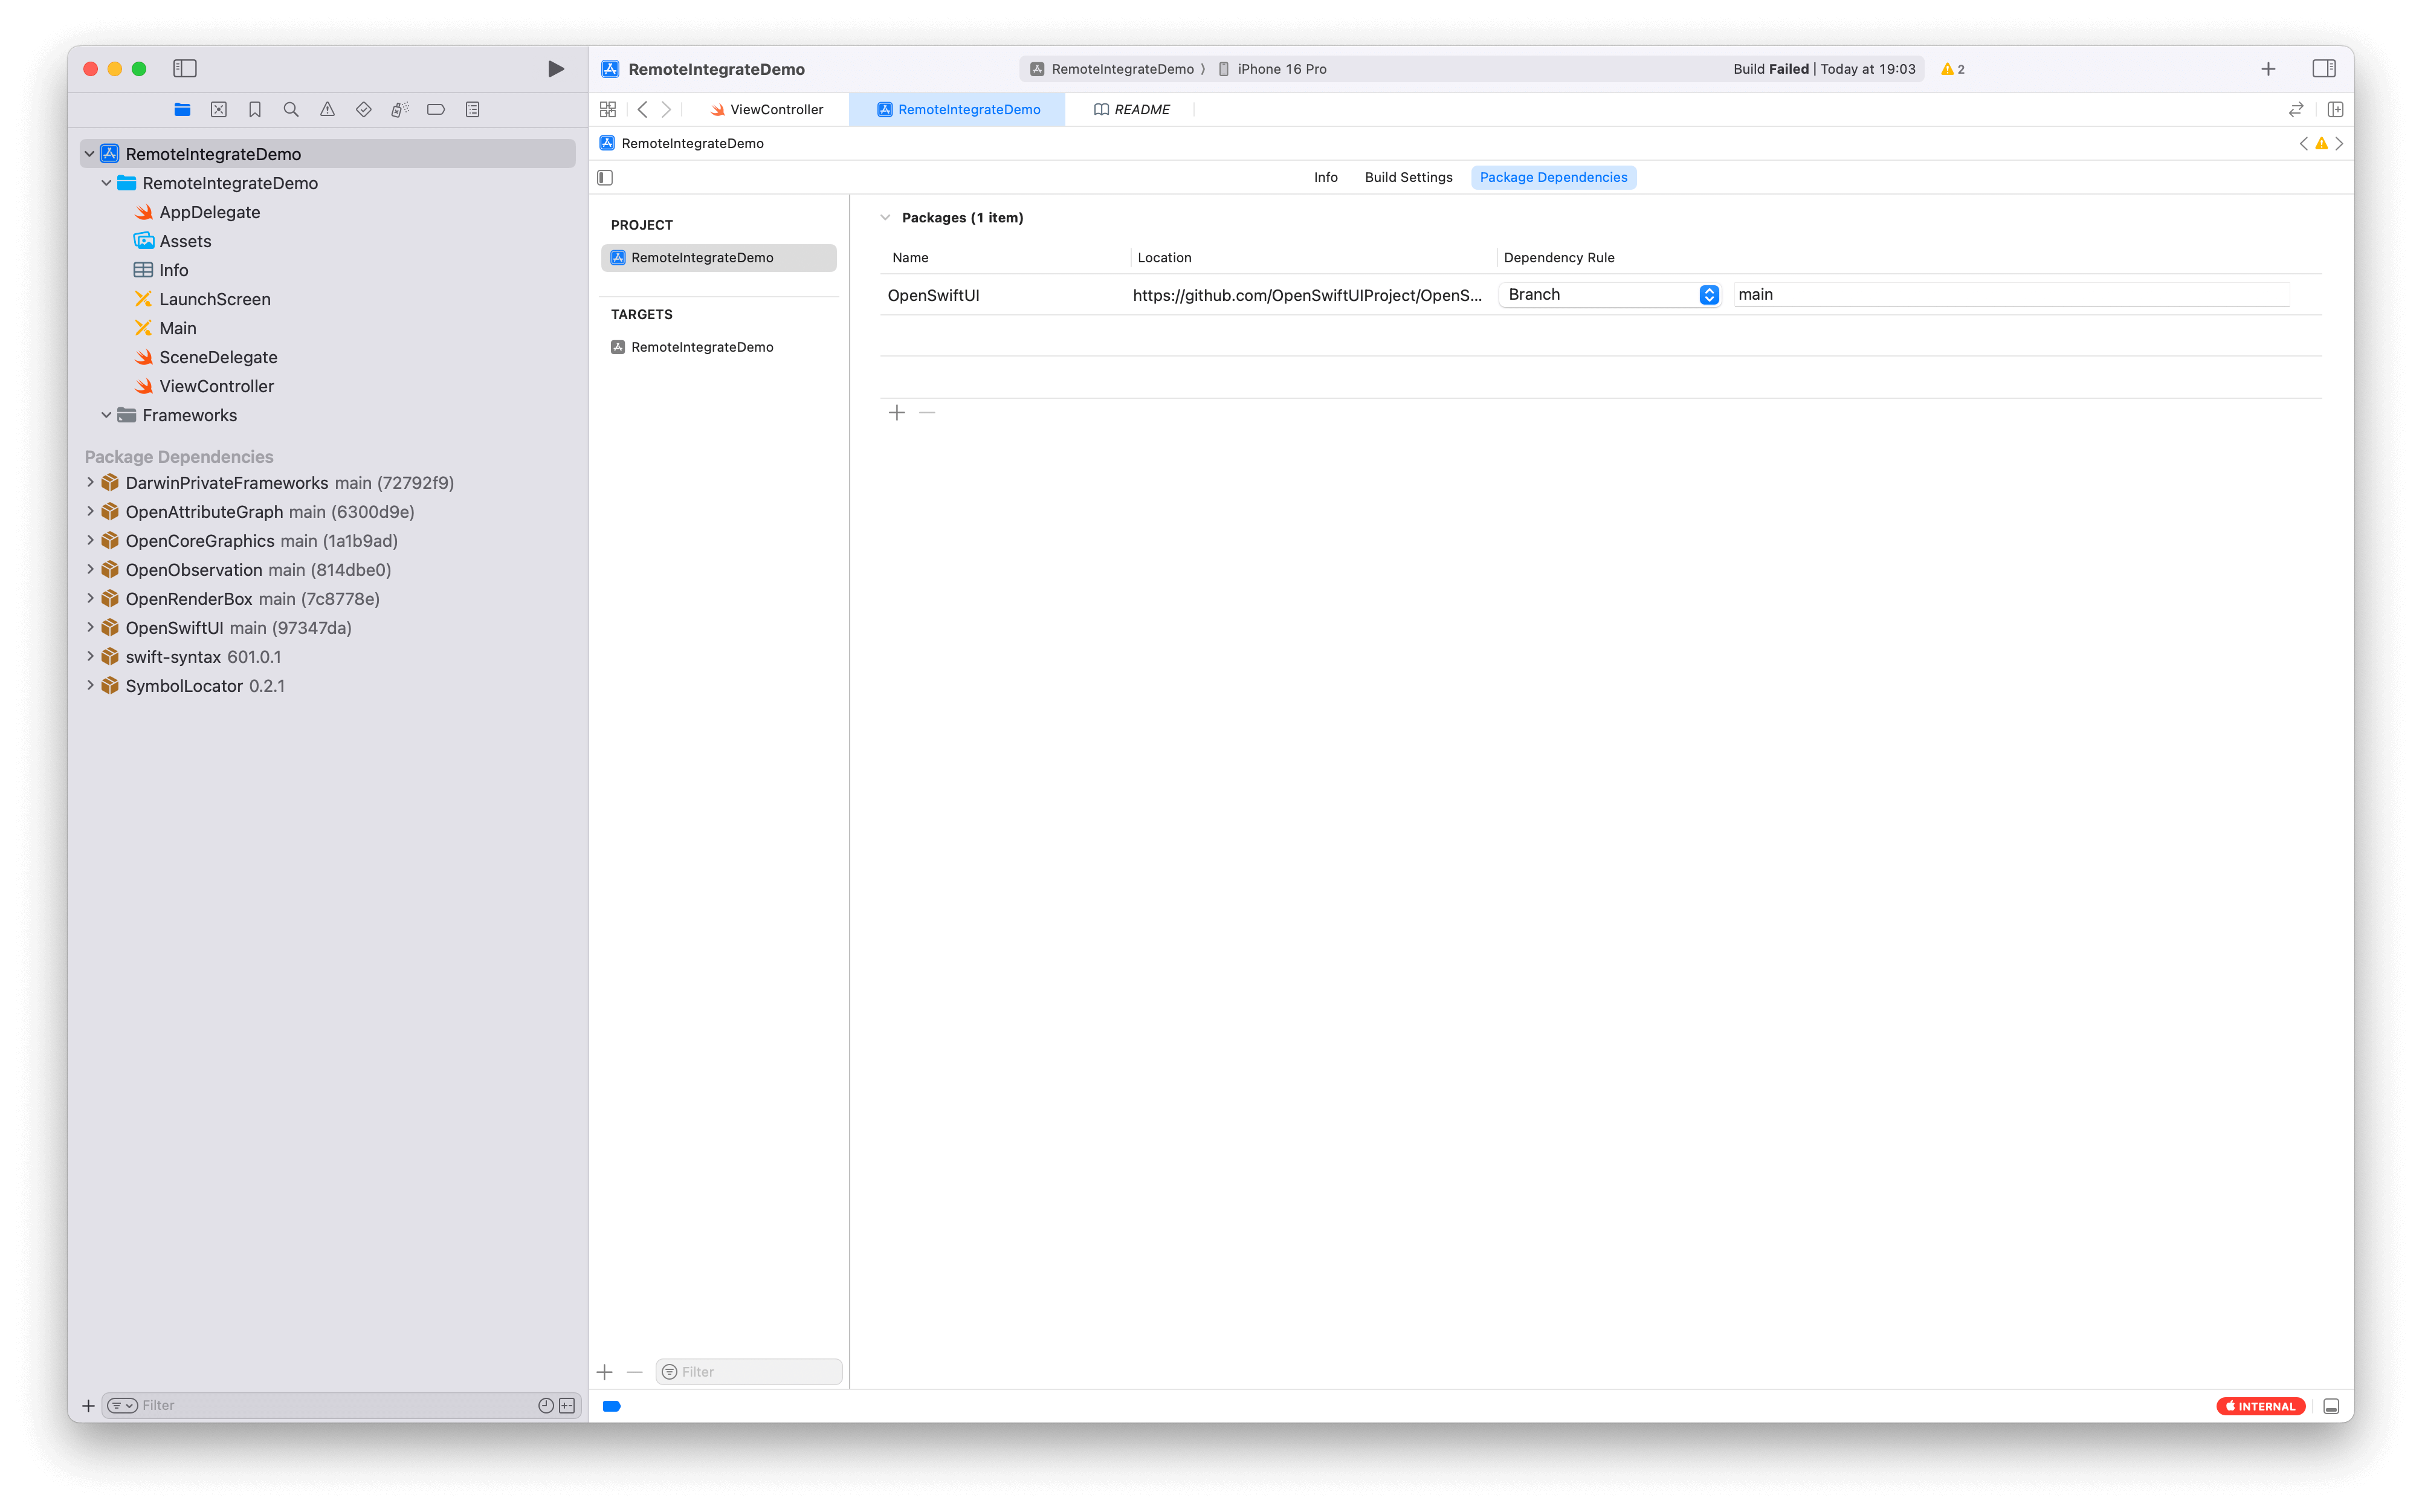 RemoteIntegrateDemo
RemoteIntegrateDemo 〉 iPhone 16 Pro
Build Failed | Today at 19:03
2
ViewController
RemoteIntegrateDemo
README
RemoteIntegrateDemo
RemoteIntegrateDemo
RemoteIntegrateDemo
AppDelegate
Assets
Info
LaunchScreen
Main
SceneDelegate
ViewController
Frameworks
Package Dependencies
DarwinPrivateFrameworks main (72792f9)
OpenAttributeGraph main (6300d9e)
OpenCoreGraphics main (1a1b9ad)
OpenObservation main (814dbe0)
OpenRenderBox main (7c8778e)
OpenSwiftUI main (97347da)
swift-syntax 601.0.1
SymbolLocator 0.2.1
Filter
Info
Build Settings
Package Dependencies
PROJECT
RemoteIntegrateDemo
TARGETS
RemoteIntegrateDemo
Filter
Packages (1 item)
Name
Location
Dependency Rule
OpenSwiftUI
https://github.com/OpenSwiftUIProject/OpenS...
Branch
main
INTERNAL